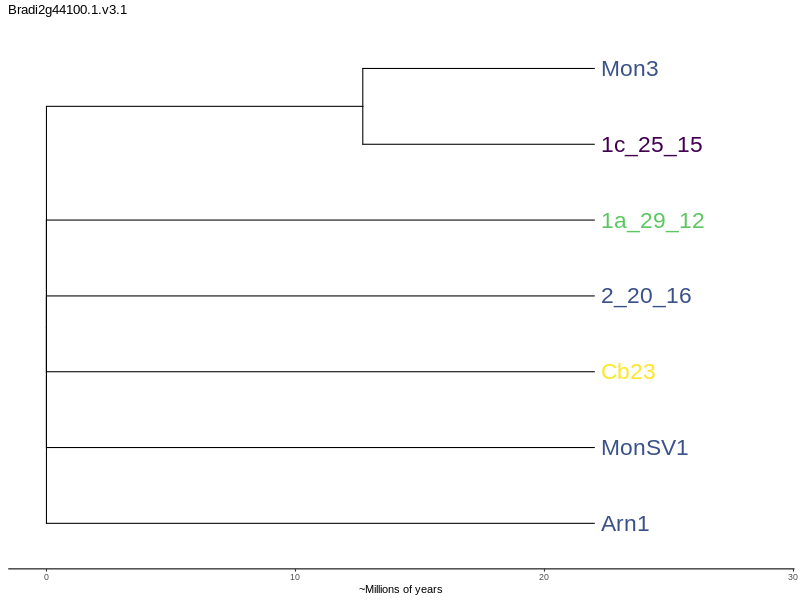 Bradi2g44100.1.v3.1
Mon3
1c_25_15
1a_29_12
2_20_16
Cb23
MonSV1
Arn1
0 10 20 30
~Millions of years